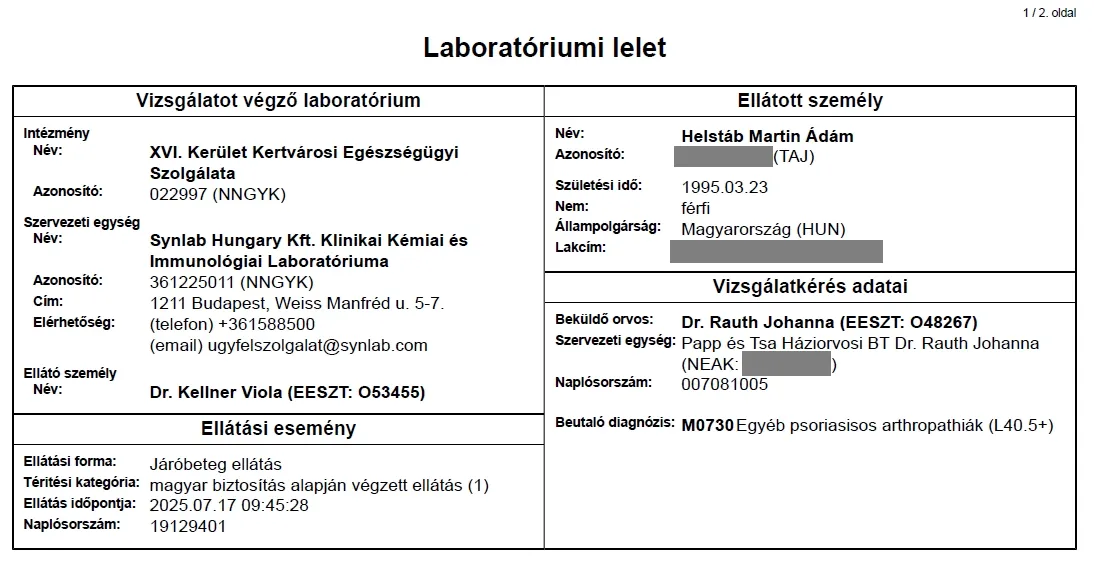 1 / 2. oldal
Laboratóriumi lelet
Vizsgálatot végző laboratórium
Intézmény
Név: XVI. Kerület Kertvárosi Egészségügyi
Szolgálata
Azonosító: 022997 (NNGYK)
Szervezeti egység
Név: Synlab Hungary Kft. Klinikai Kémiai és
Immunológiai Laboratóriuma
Azonosító: 361225011 (NNGYK)
Cím: 1211 Budapest, Weiss Manfréd u. 5-7.
Elérhetőség: (telefon) +361588500
(email) ugyfelszolgalat@synlab.com
Ellátó személy
Név: Dr. Kellner Viola (EESZT: O53455)
Ellátási esemény
Ellátási forma: Járóbeteg ellátás
Térítési kategória: magyar biztosítás alapján végzett ellátás (1)
Ellátás időpontja: 2025.07.17 09:45:28
Naplósorszám: 19129401
Ellátott személy
Név: Helstáb Martin Ádám
Azonosító: (TAJ)
Születési idő: 1995.03.23
Nem: férfi
Állampolgárság: Magyarország (HUN)
Lakcím:
Vizsgálatkérés adatai
Beküldő orvos: Dr. Rauth Johanna (EESZT: O48267)
Szervezeti egység: Papp és Tsa Háziorvosi BT Dr. Rauth Johanna
(NEAK: )
Naplósorszám: 007081005
Beutaló diagnózis: M0730 Egyéb psoriasisos arthropathiák (L40.5+)